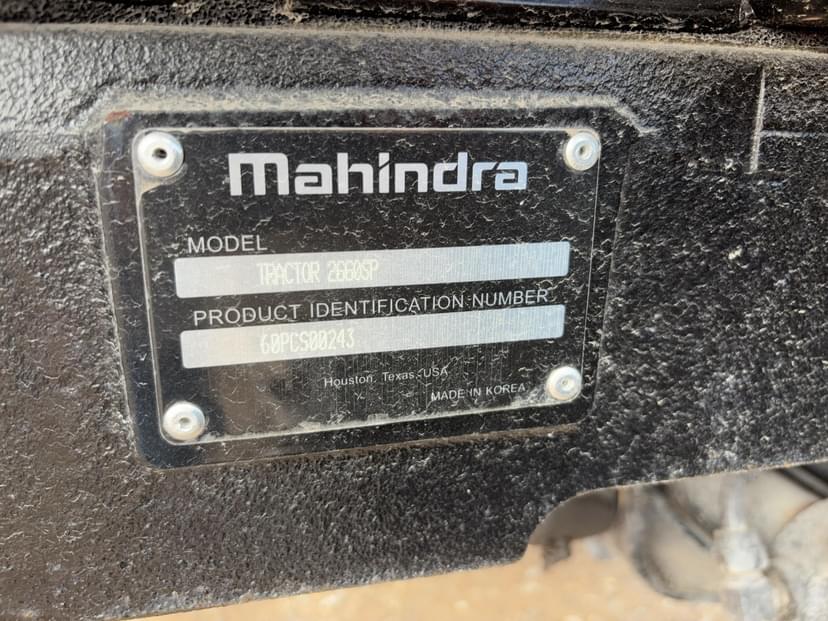 Mahindra
MODEL
TRACTOR 2660SP
PRODUCT IDENTIFICATION NUMBER
60PCS00243
Houston, Texas, USA
MADE IN KOREA